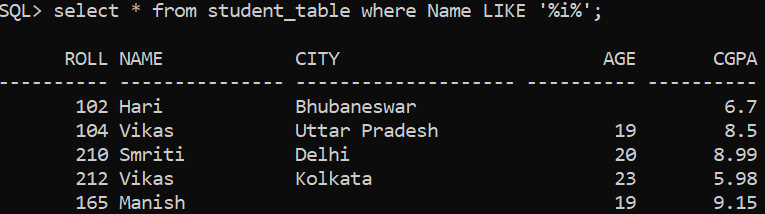 SQL> select * from student_table where Name LIKE '%i%';
      ROLL NAME            CITY                        AGE       CGPA
---------- --------------- -------------------- ---------- ----------
       102 Hari            Bhubaneswar                            6.7
       104 Vikas           Uttar Pradesh                19        8.5
       210 Smriti          Delhi                        20       8.99
       212 Vikas           Kolkata                      23       5.98
       165 Manish                                       19       9.15